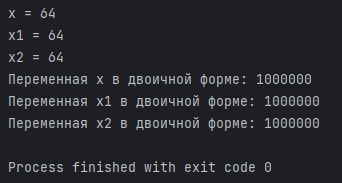 x = 64
x1 = 64
x2 = 64
Переменная x в двоичной форме: 1000000
Переменная x1 в двоичной форме: 1000000
Переменная x2 в двоичной форме: 1000000
Process finished with exit code 0